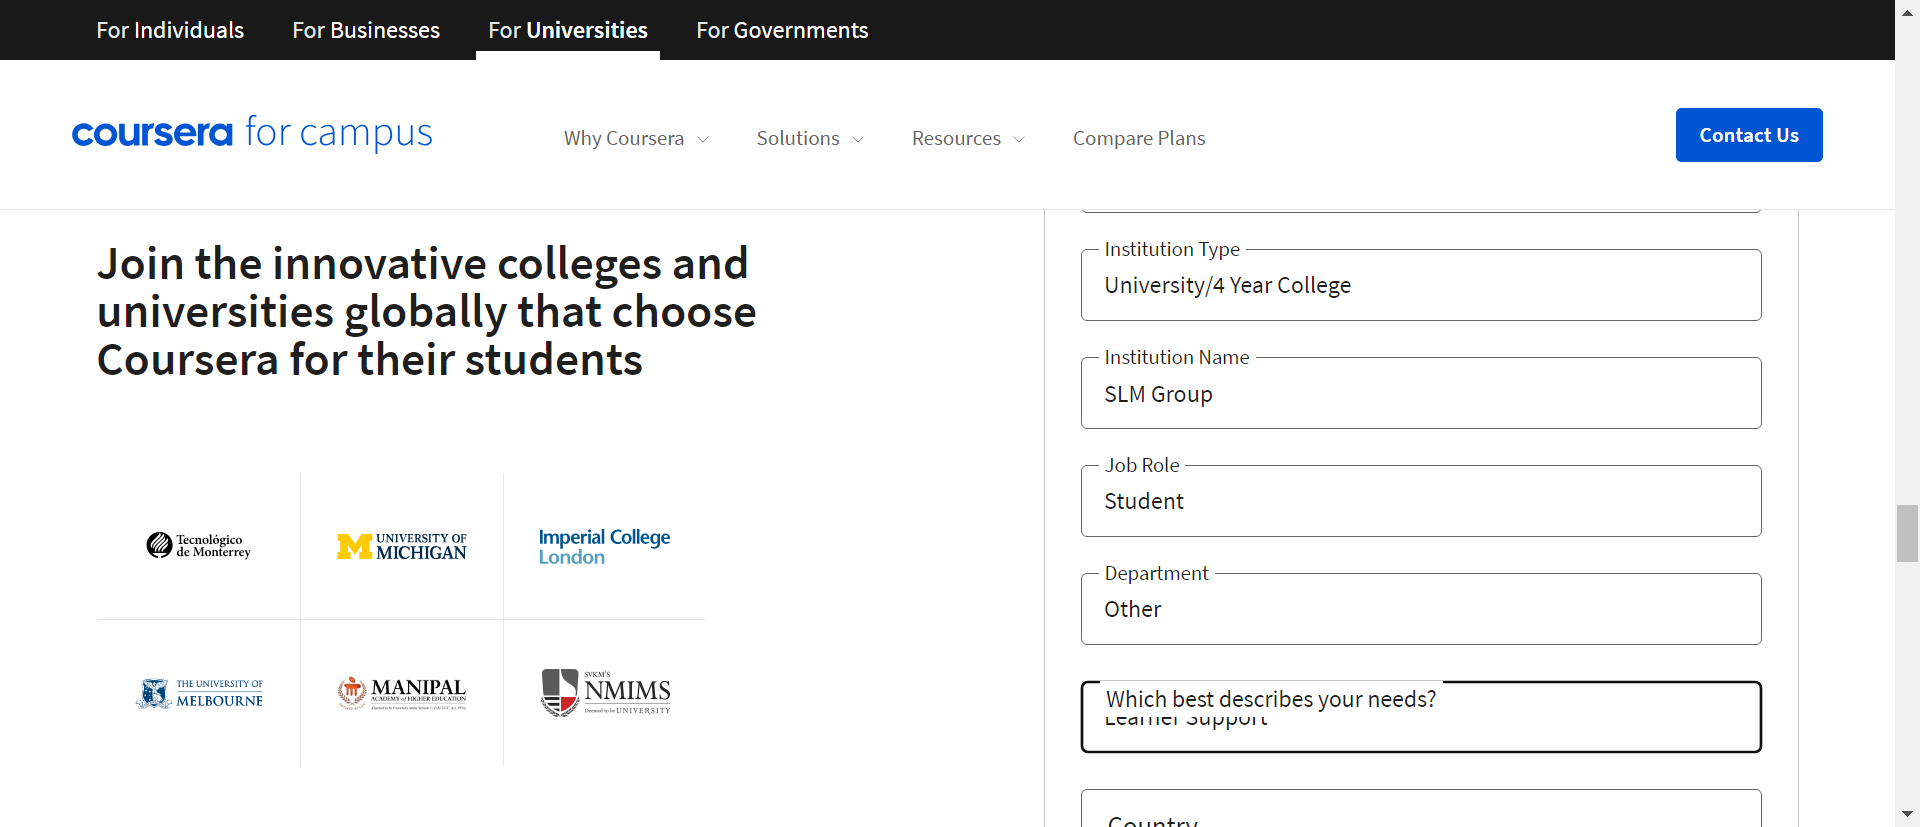 For Individuals
For Businesses
For Universities
For Governments
coursera for campus
Why Coursera
Solutions
Resources
Compare Plans
Contact Us
Join the innovative colleges and
universities globally that choose
Coursera for their students
Tecnológico
de Monterrey
UNIVERSITY OF
MICHIGAN
Imperial College
London
THE UNIVERSITY OF
MELBOURNE
MANIPAL
ACADEMY of HIGHER EDUCATION
SVKM'S
NMIMS
Deemed to be UNIVERSITY
Institution Type
University/4 Year College
Institution Name
SLM Group
Job Role
Student
Department
Other
Which best describes your needs?
Learner Support
Country